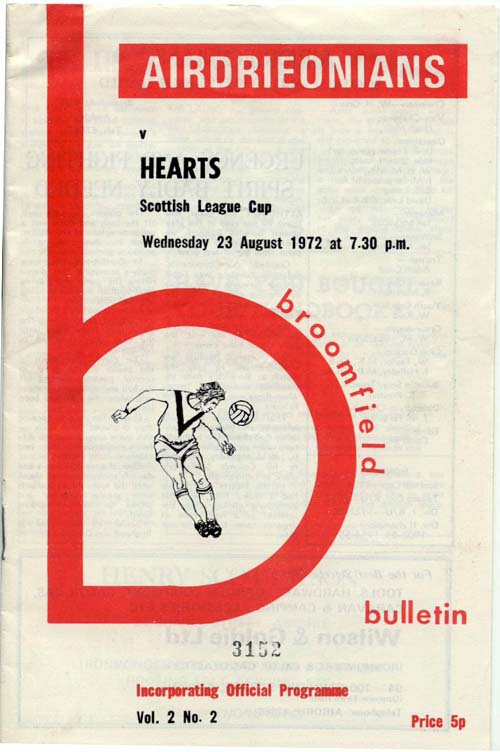 AIRDRIEONIANS
v
HEARTS
Scottish League Cup
Wednesday 23 August 1972 at 7.30 p.m.
broomfield
bulletin
3152
Incorporating Official Programme
Vol. 2 No. 2
Price 5p